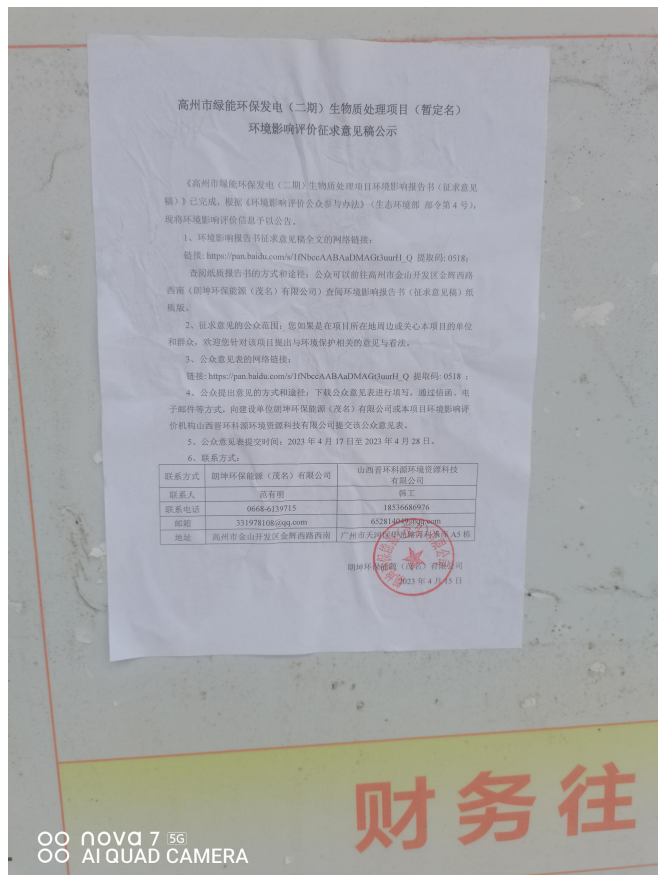 高州市绿能环保发电（二期）生物质处理项目（暂定名）
环境影响评价征求意见稿公示
《高州市绿能环保发电（二期）生物质处理项目环境影响报告书（征求意见
稿）》已完成，根据《环境影响评价公众参与办法》（生态环境部 部令第4号），
现将环境影响评价信息予以公告。
1、环境影响报告书征求意见稿全文的网络链接：
链接: https://pan.baidu.com/s/1fNbccAABAaDMAGt3uurH_Q 提取码: 0518；
查阅纸质报告书的方式和途径：公众可以前往高州市金山开发区金辉西路
西南（朗坤环保能源（茂名）有限公司）查阅环境影响报告书（征求意见稿）纸
质版。
2、征求意见的公众范围：您如果是在项目所在地周边或关心本项目的单位
和群众，欢迎您针对该项目提出与环境保护相关的意见与看法。
3、公众意见表的网络链接：
链接: https://pan.baidu.com/s/1fNbccAABAaDMAGt3uurH_Q 提取码: 0518 ；
4、公众提出意见的方式和途径：下载公众意见表进行填写，通过信函、电
子邮件等方式，向建设单位朗坤环保能源（茂名）有限公司或本项目环境影响评
价机构山西晋环科源环境资源科技有限公司提交该公众意见表。
5、公众意见表提交时间：2023年4月17日至2023年4月28日。
6、联系方式：
联系方式 朗坤环保能源（茂名）有限公司 山西晋环科源环境资源科技
有限公司
联系人 范有明 韩工
联系电话 0668-6139715 18536686976
邮箱 331978108@qq.com 652814049@qq.com
地址 高州市金山开发区金辉西路西南 广州市天河区 A5栋
朗坤环保能源（茂名）有限公司
2023年4月15日
财务往
nova 7 5G
AI QUAD CAMERA